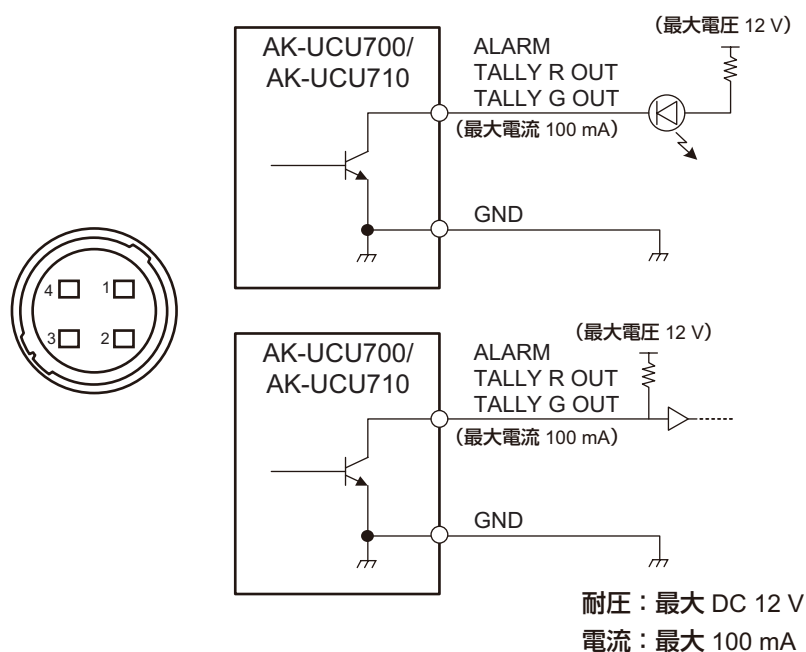 AK-UCU700/
AK-UCU710
ALARM
TALLY R OUT
TALLY G OUT
（最大電流 100 mA）
（最大電圧 12 V）
GND
4
1
3
2
AK-UCU700/
AK-UCU710
ALARM
TALLY R OUT
TALLY G OUT
（最大電流 100 mA）
（最大電圧 12 V）
GND
耐圧：最大 DC 12 V
電流：最大 100 mA